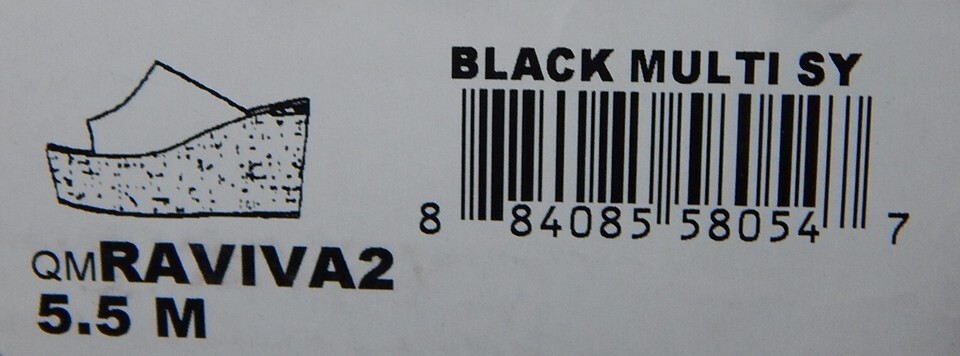 BLACK MULTI SY
8 84085 58054 7
QMRAVIVA2
5.5 M